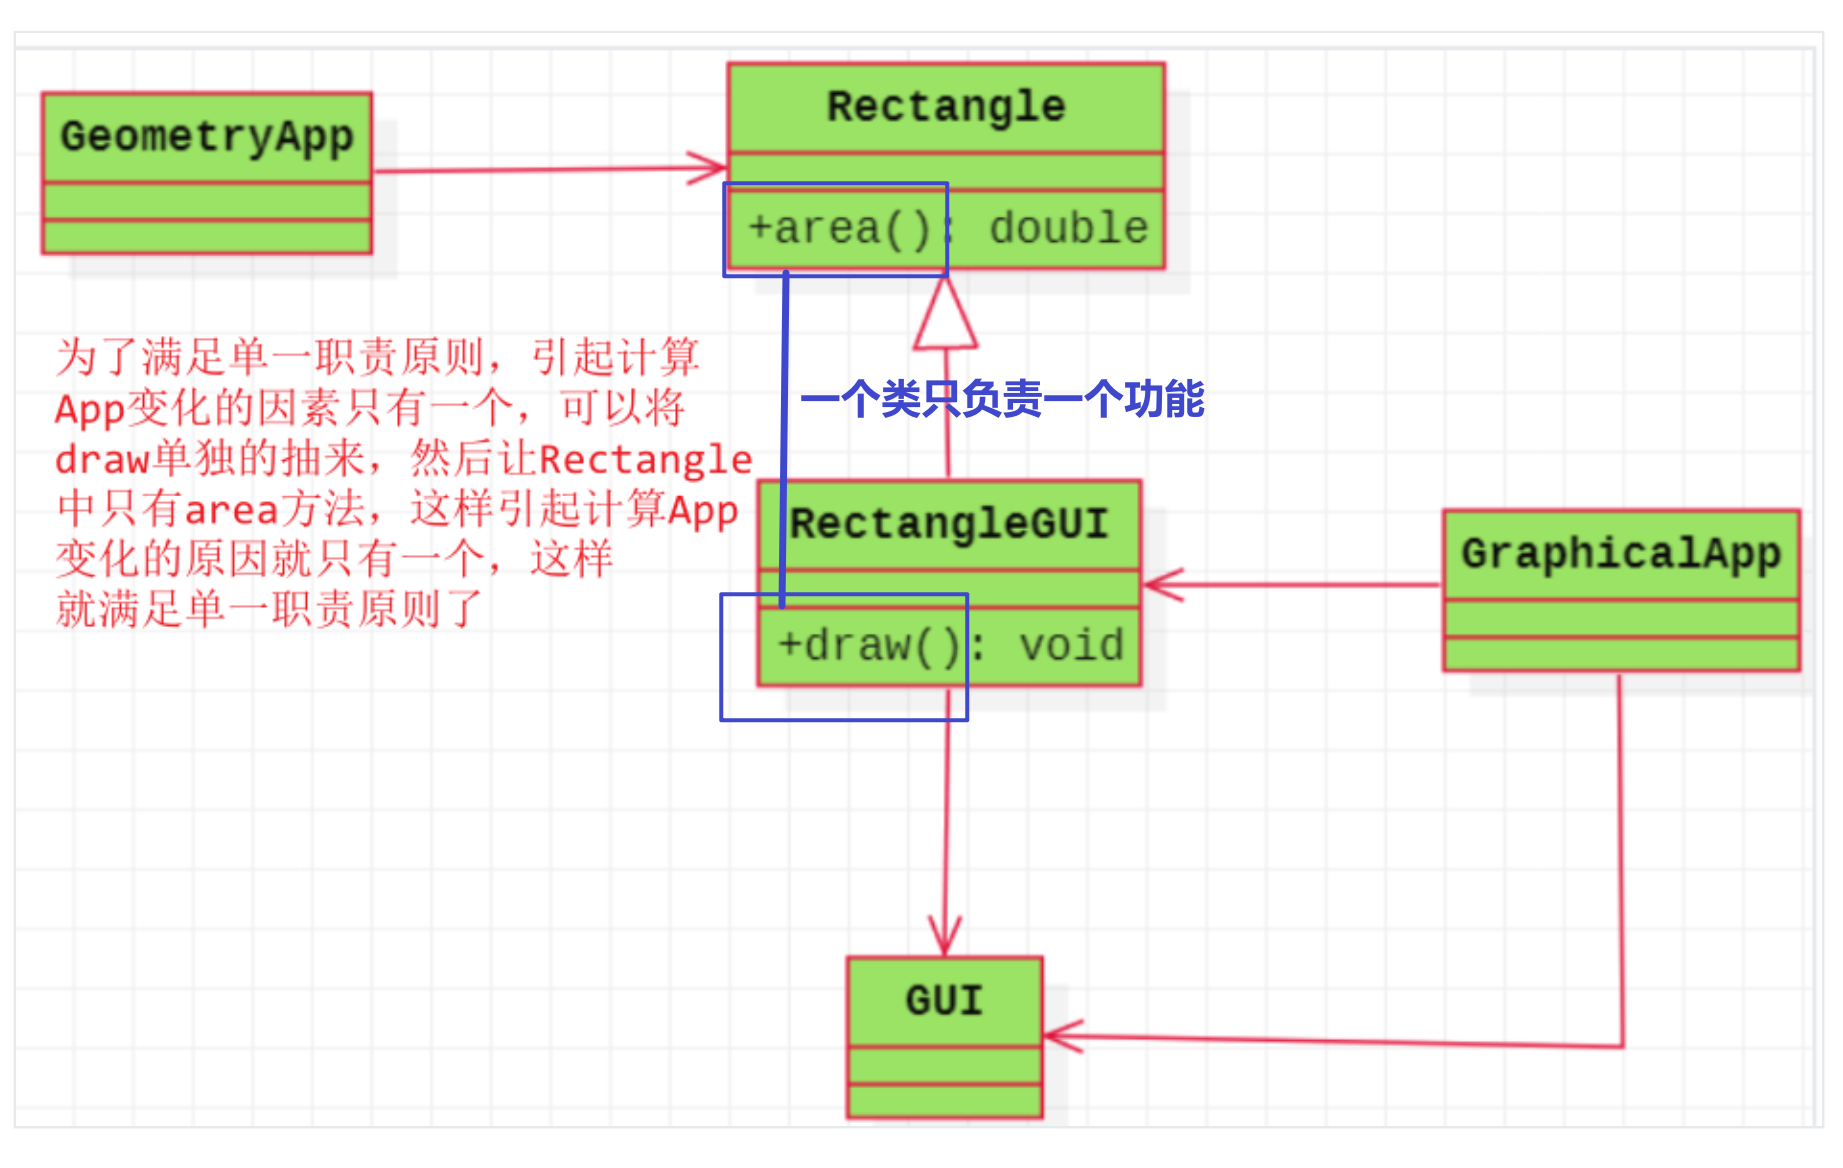 GeometryApp
Rectangle
+area(): double
为了满足单一职责原则，引起计算
App变化的因素只有一个，可以将
draw单独的抽来，然后让Rectangle
中只有area方法，这样引起计算App
变化的原因就只有一个，这样
就满足单一职责原则了
一个类只负责一个功能
RectangleGUI
+draw(): void
GraphicalApp
GUI